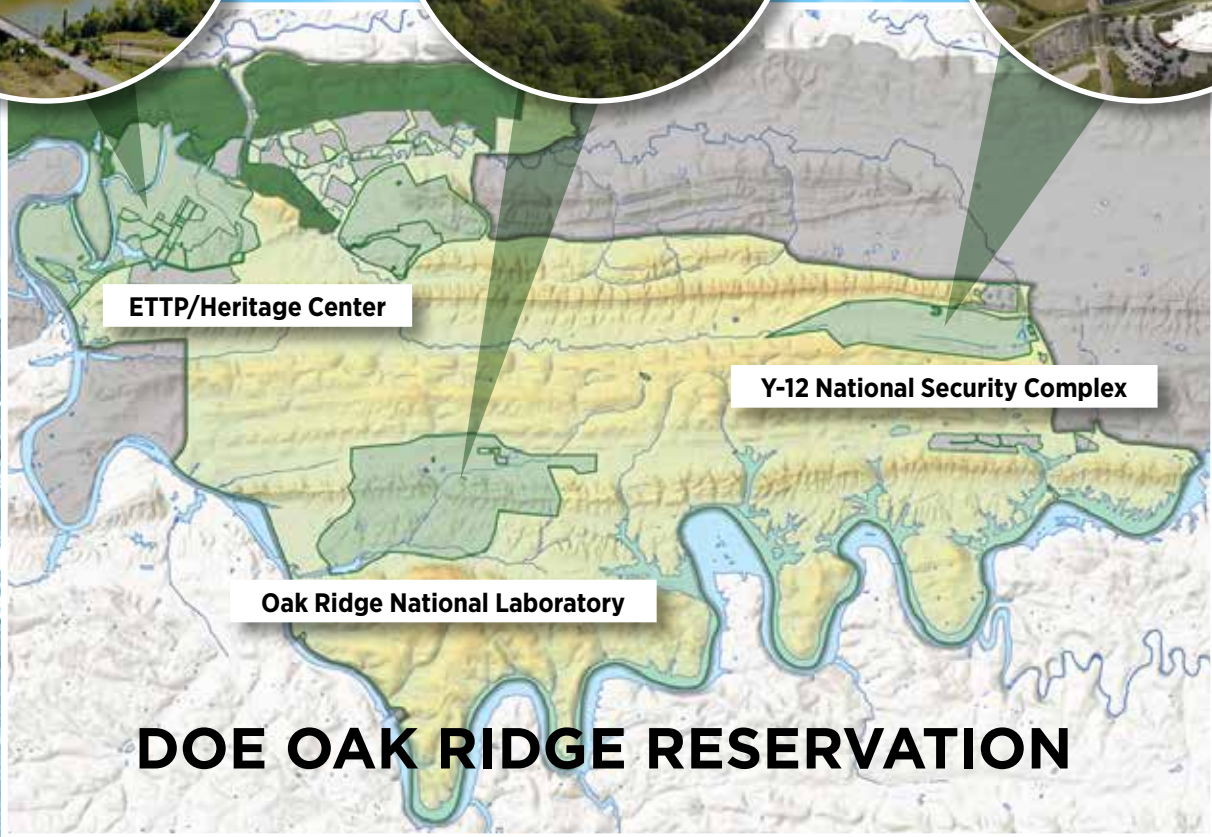 ETTP/Heritage Center
Y-12 National Security Complex
Oak Ridge National Laboratory
DOE OAK RIDGE RESERVATION